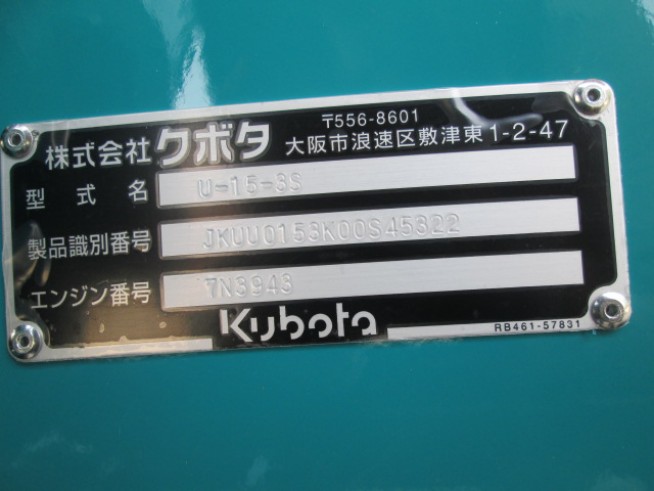 〒556-8601
株式会社クボタ 大阪市浪速区敷津東1-2-47
型式名 U-15-3S
製品識別番号 JKUU0153K00S45322
エンジン番号 7N3943
Kubota
RB461-57831